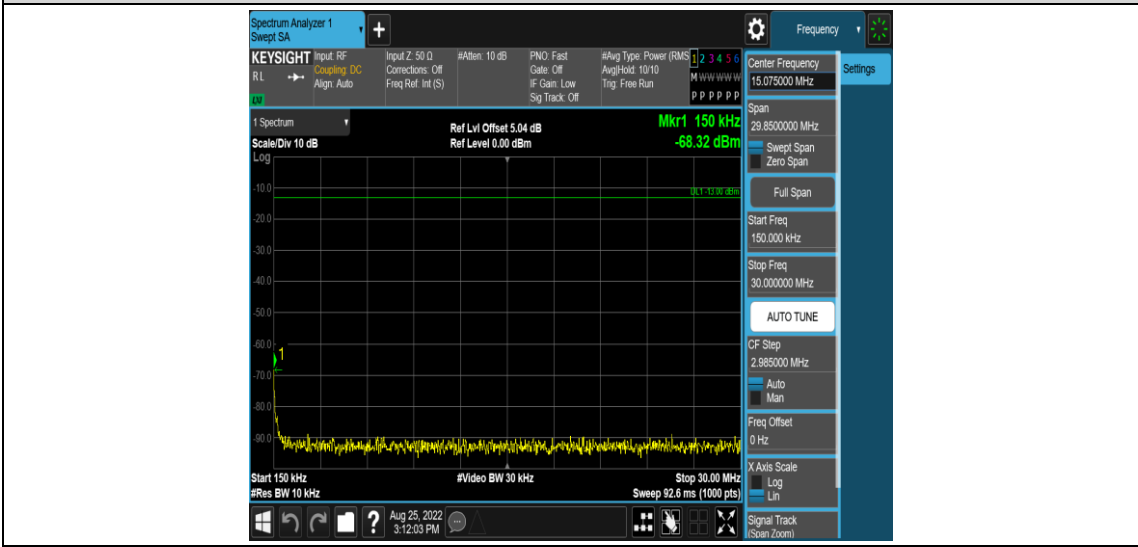 Spectrum Analyzer 1
Swept SA
+
Frequency
KEYSIGHT
RL
LXI
Input: RF
Coupling: DC
Align: Auto
Input Z: 50 Ω
Corrections: Off
Freq Ref: Int (S)
#Atten: 10 dB
PNO: Fast
Gate: Off
IF Gain: Low
Sig Track: Off
#Avg Type: Power (RMS
Avg|Hold: 10/10
Trig: Free Run
1 2 3 4 5 6
M W W W W W
P P P P P P
1 Spectrum
Scale/Div 10 dB
Log
Ref Lvl Offset 5.04 dB
Ref Level 0.00 dBm
Mkr1 150 kHz
-68.32 dBm
DL1 -13.00 dBm
-10.0
-20.0
-30.0
-40.0
-50.0
-60.0
1
-70.0
-80.0
-90.0
Start 150 kHz
#Video BW 30 kHz
Stop 30.00 MHz
#Res BW 10 kHz
Sweep 92.6 ms (1000 pts)
?
Aug 25, 2022
3:12:03 PM
Center Frequency
15.075000 MHz
Settings
Span
29.8500000 MHz
Swept Span
Zero Span
Full Span
Start Freq
150.000 kHz
Stop Freq
30.000000 MHz
AUTO TUNE
CF Step
2.985000 MHz
Auto
Man
Freq Offset
0 Hz
X Axis Scale
Log
Lin
Signal Track
(Span Zoom)